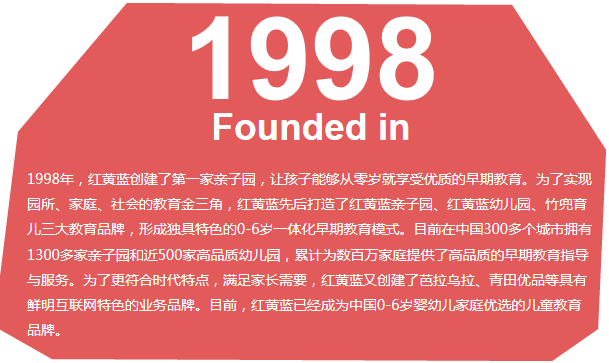 1998
Founded in
1998年，红黄蓝创建了第一家亲子园，让孩子能够从零岁就享受优质的早期教育。为了实现
园所、家庭、社会的教育金三角，红黄蓝先后打造了红黄蓝亲子园、红黄蓝幼儿园、竹兜育
儿三大教育品牌，形成独具特色的0-6岁一体化早期教育模式。目前在中国300多个城市拥有
1300多家亲子园和近500家高品质幼儿园，累计为数百万家庭提供了高品质的早期教育指导
与服务。为了更符合时代特点，满足家长需要，红黄蓝又创建了芭拉乌拉、青田优品等具有
鲜明互联网特色的业务品牌。目前，红黄蓝已经成为中国0-6岁婴幼儿家庭优选的儿童教育
品牌。